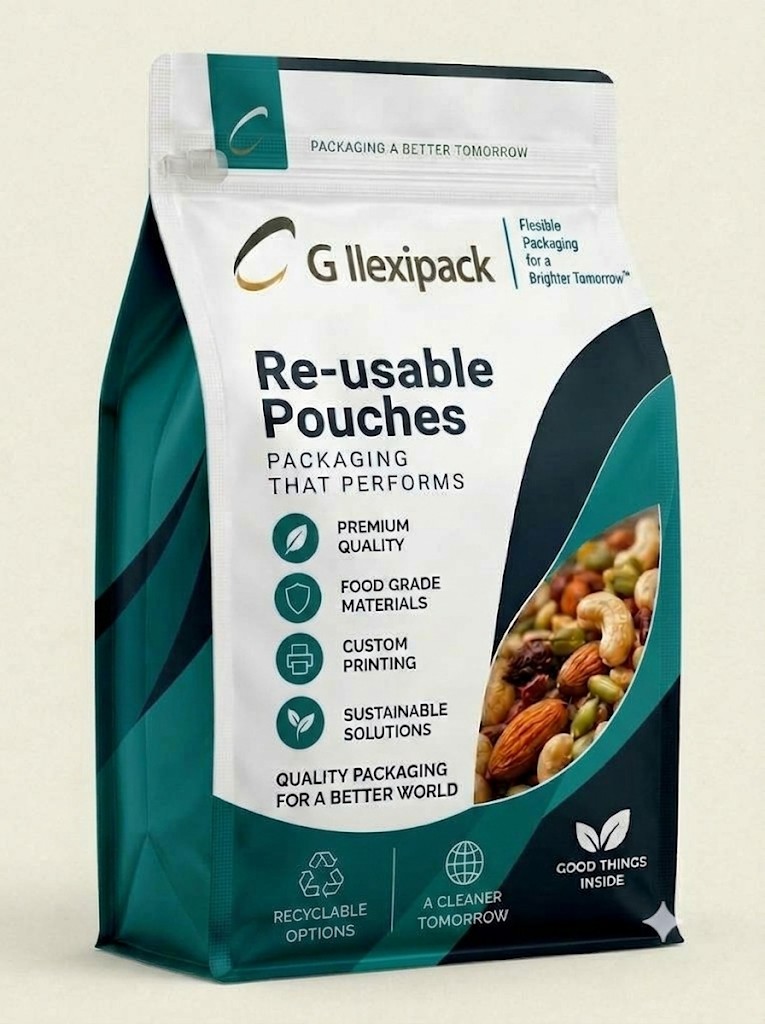 PACKAGING A BETTER TOMORROW
G llexipack
Flesible
Packaging
for a
Brighter Tomorrow™
Re-usable
Pouches
PACKAGING
THAT PERFORMS
PREMIUM
QUALITY
FOOD GRADE
MATERIALS
CUSTOM
PRINTING
SUSTAINABLE
SOLUTIONS
QUALITY PACKAGING
FOR A BETTER WORLD
RECYCLABLE
OPTIONS
A CLEANER
TOMORROW
GOOD THINGS
INSIDE